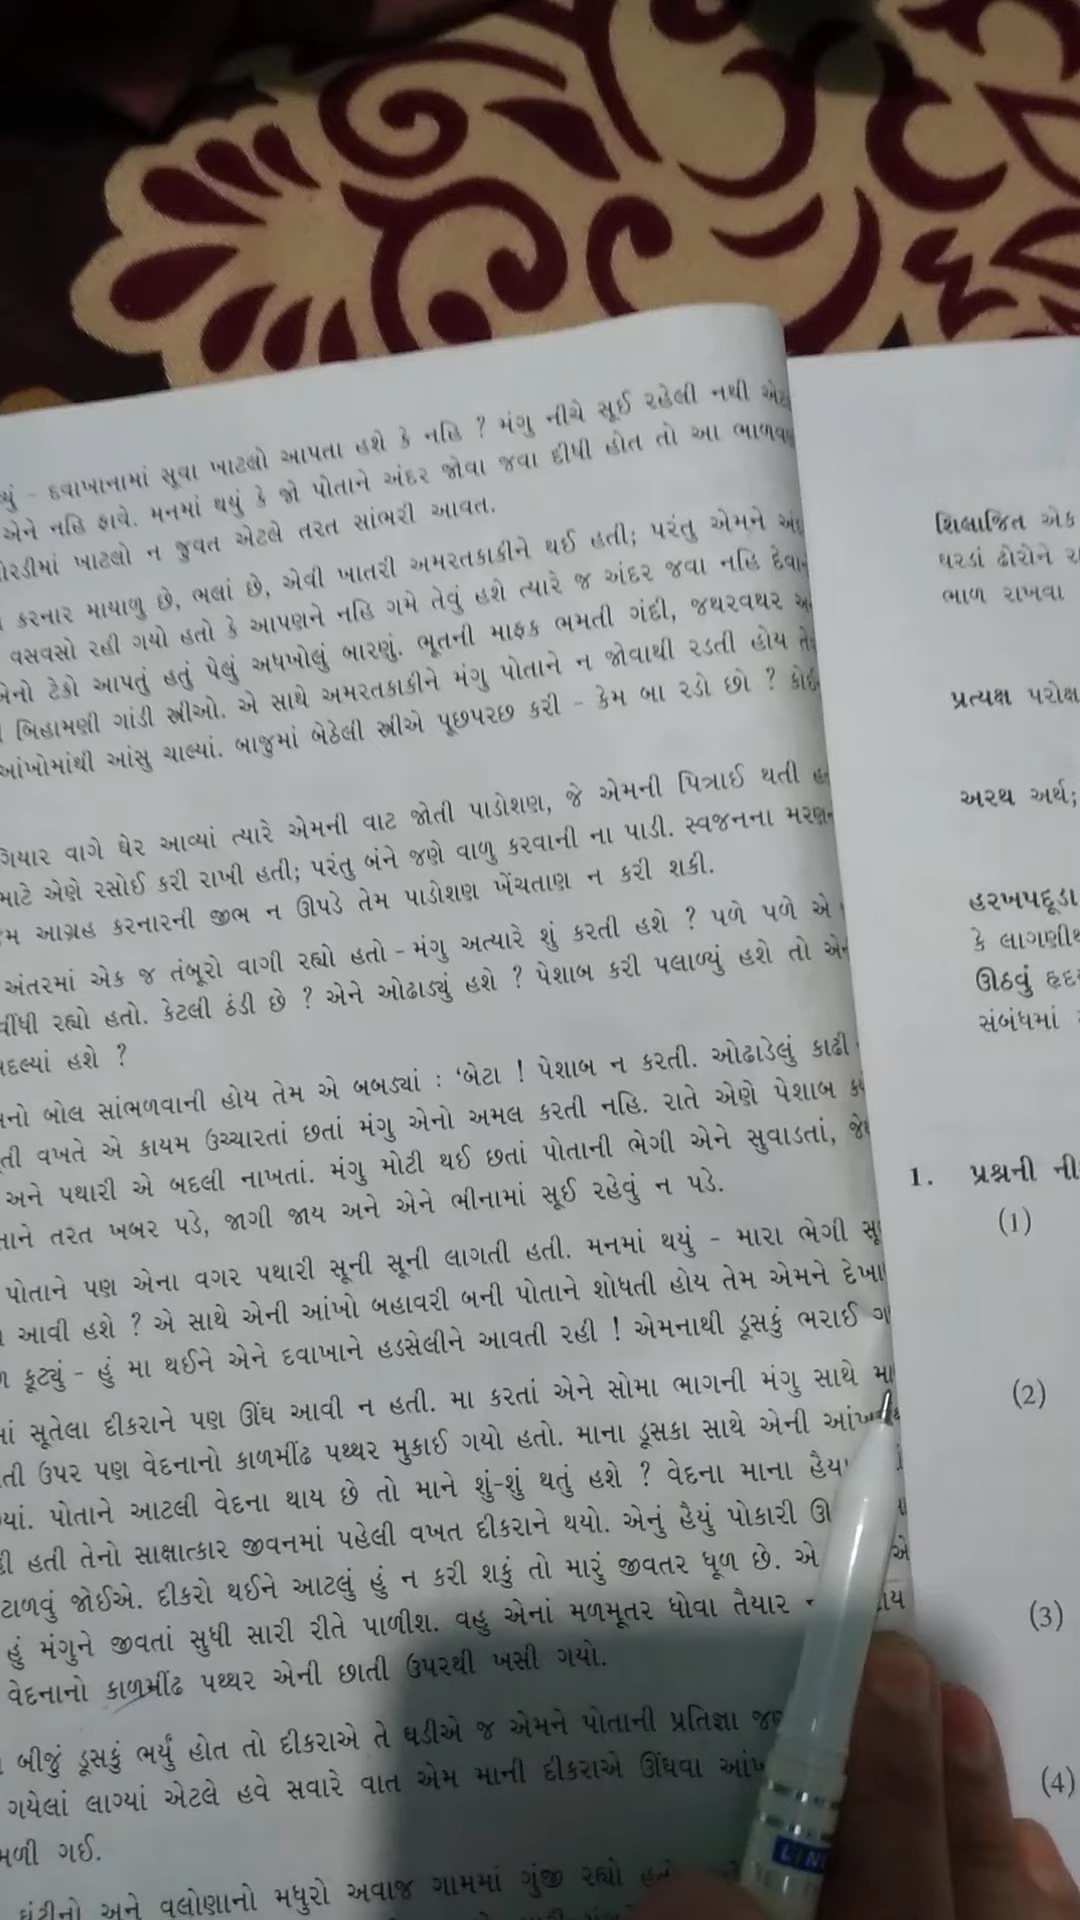 દવાખાનામાં સૂવા ખાટલો આપતા હશે કે નહિ ? મંગુ નીચે સૂઈ રહેલી નથી
એને નહિ ફાવે. મનમાં થયું કે જો પોતાને અંદર જોવા જવા દીધી હોત તો આ
ખાટલો ન જુવત એટલે તરત સાંભરી આવત.
કરનાર માયાળુ છે, ભલાં છે, એવી ખાતરી અમરતકાકીને થઈ હતી; પરંતુ એમને
વસવસો રહી ગયો હતો કે આપણને નહિ ગમે તેવું હશે ત્યારે જ અંદર જવા નહિ
ટેકો આપતું હતું પેલું અધખોલું બારણું. ભૂતની માફક ભમતી ગંદી, જથરવથર
બિહામણી ગાંડી સ્ત્રીઓ. એ સાથે અમરતકાકીને મંગુ પોતાને ન જોવાથી રડતી હોય
આંખોમાંથી આંસુ ચાલ્યાં. બાજુમાં બેઠેલી સ્ત્રીએ પૂછપરછ કરી – કેમ બા રડો છો ?
વાગે ઘેર આવ્યાં ત્યારે એમની વાટ જોતી પાડોશણ, જે એમની પિત્રાઈ થતી
માટે એણે રસોઈ કરી રાખી હતી; પરંતુ બંને જણે વાળુ કરવાની ના પાડી. સ્વજનના
આગ્રહ કરનારની જીભ ન ઊપડે તેમ પાડોશણ ખેંચતાણ ન કરી શકી.
અંતરમાં એક જ તંબૂરો વાગી રહ્યો હતો – મંગુ અત્યારે શું કરતી હશે ? પળે પળે એ
વીંધી રહ્યો હતો. કેટલી ઠંડી છે ? એને ઓઢાડ્યું હશે ? પેશાબ કરી પલાળ્યું હશે તો
હશે ?
બોલ સાંભળવાની હોય તેમ એ બબડ્યાં : ‘બેટા ! પેશાબ ન કરતી. ઓઢાડેલું કાઢી
વખતે એ કાયમ ઉચ્ચારતાં છતાં મંગુ એનો અમલ કરતી નહિ. રાતે એણે પેશાબ
અને પથારી એ બદલી નાખતાં. મંગુ મોટી થઈ છતાં પોતાની ભેગી એને સુવાડતાં,
તરત ખબર પડે, જાગી જાય અને એને ભીનામાં સૂઈ રહેવું ન પડે.
પોતાને પણ એના વગર પથારી સૂની સૂની લાગતી હતી. મનમાં થયું – મારા ભેગી
આવી હશે ? એ સાથે એની આંખો બહાવરી બની પોતાને શોધતી હોય તેમ એમને
કૂટ્યું – હું મા થઈને એને દવાખાને હડસેલીને આવતી રહી ! એમનાથી ડૂસકું ભરાઈ
સૂતેલા દીકરાને પણ ઊંઘ આવી ન હતી. મા કરતાં એને સોમા ભાગની મંગુ સાથે
ઉપર પણ વેદનાનો કાળમીંઢ પથ્થર મુકાઈ ગયો હતો. માના ડૂસકા સાથે એની
પોતાને આટલી વેદના થાય છે તો માને શું-શું થતું હશે ? વેદના માના
હતી તેનો સાક્ષાત્કાર જીવનમાં પહેલી વખત દીકરાને થયો. એનું હૈયું પોકારી
ટાળવું જોઈએ. દીકરો થઈને આટલું હું ન કરી શકું તો મારું જીવતર ધૂળ છે. એ
હું મંગુને જીવતાં સુધી સારી રીતે પાળીશ. વહુ એનાં મળમૂતર ધોવા તૈયાર
વેદનાનો કાળમીંઢ પથ્થર એની છાતી ઉપરથી ખસી ગયો.
બીજું ડૂસકું ભર્યું હોત તો દીકરાએ તે ઘડીએ જ એમને પોતાની પ્રતિજ્ઞા
ગયેલાં લાગ્યાં એટલે હવે સવારે વાત એમ માની દીકરાએ ઊંઘવા
ગઈ.
અને વલોણાનો મધુરો અવાજ ગામમાં ગુંજી રહ્યો
શિલાજિત એક
ઘરડાં ઢોરોને
ભાળ રાખવા
પ્રત્યક્ષ પરોક્ષ
અરથ અર્થ;
હરખપદૂડા
કે
ઊઠવું
સંબંધમાં
1. પ્રશ્નની
(1)
(2)
(3)
(4)